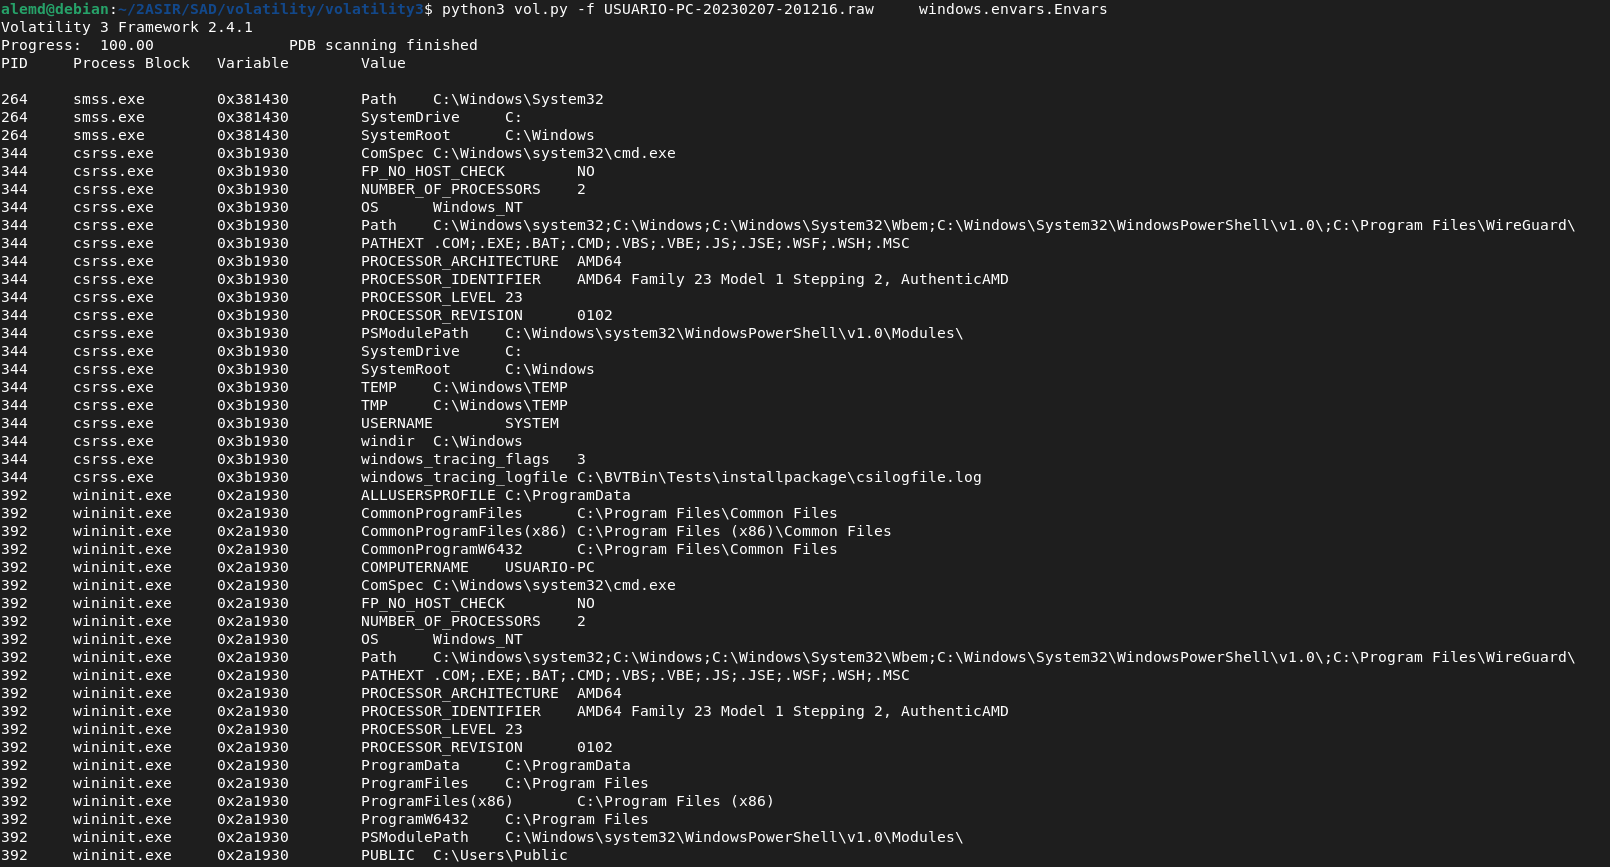 alemd@debian:~/2ASIR/SAD/volatility/volatility3$ python3 vol.py -f USUARIO-PC-20230207-201216.raw     windows.envars.Envars
Volatility 3 Framework 2.4.1
Progress:  100.00               PDB scanning finished
PID     Process Block   Variable        Value

264     smss.exe        0x381430        Path    C:\Windows\System32
264     smss.exe        0x381430        SystemDrive     C:
264     smss.exe        0x381430        SystemRoot      C:\Windows
344     csrss.exe       0x3b1930        ComSpec C:\Windows\system32\cmd.exe
344     csrss.exe       0x3b1930        FP_NO_HOST_CHECK        NO
344     csrss.exe       0x3b1930        NUMBER_OF_PROCESSORS    2
344     csrss.exe       0x3b1930        OS      Windows_NT
344     csrss.exe       0x3b1930        Path    C:\Windows\system32;C:\Windows;C:\Windows\System32\Wbem;C:\Windows\System32\WindowsPowerShell\v1.0\;C:\Program Files\WireGuard\
344     csrss.exe       0x3b1930        PATHEXT .COM;.EXE;.BAT;.CMD;.VBS;.VBE;.JS;.JSE;.WSF;.WSH;.MSC
344     csrss.exe       0x3b1930        PROCESSOR_ARCHITECTURE  AMD64
344     csrss.exe       0x3b1930        PROCESSOR_IDENTIFIER    AMD64 Family 23 Model 1 Stepping 2, AuthenticAMD
344     csrss.exe       0x3b1930        PROCESSOR_LEVEL 23
344     csrss.exe       0x3b1930        PROCESSOR_REVISION      0102
344     csrss.exe       0x3b1930        PSModulePath    C:\Windows\system32\WindowsPowerShell\v1.0\Modules\
344     csrss.exe       0x3b1930        SystemDrive     C:
344     csrss.exe       0x3b1930        SystemRoot      C:\Windows
344     csrss.exe       0x3b1930        TEMP    C:\Windows\TEMP
344     csrss.exe       0x3b1930        TMP     C:\Windows\TEMP
344     csrss.exe       0x3b1930        USERNAME        SYSTEM
344     csrss.exe       0x3b1930        windir  C:\Windows
344     csrss.exe       0x3b1930        windows_tracing_flags   3
344     csrss.exe       0x3b1930        windows_tracing_logfile C:\BVTBin\Tests\installpackage\csilogfile.log
392     wininit.exe     0x2a1930        ALLUSERSPROFILE C:\ProgramData
392     wininit.exe     0x2a1930        CommonProgramFiles      C:\Program Files\Common Files
392     wininit.exe     0x2a1930        CommonProgramFiles(x86) C:\Program Files (x86)\Common Files
392     wininit.exe     0x2a1930        CommonProgramW6432      C:\Program Files\Common Files
392     wininit.exe     0x2a1930        COMPUTERNAME    USUARIO-PC
392     wininit.exe     0x2a1930        ComSpec C:\Windows\system32\cmd.exe
392     wininit.exe     0x2a1930        FP_NO_HOST_CHECK        NO
392     wininit.exe     0x2a1930        NUMBER_OF_PROCESSORS    2
392     wininit.exe     0x2a1930        OS      Windows_NT
392     wininit.exe     0x2a1930        Path    C:\Windows\system32;C:\Windows;C:\Windows\System32\Wbem;C:\Windows\System32\WindowsPowerShell\v1.0\;C:\Program Files\WireGuard\
392     wininit.exe     0x2a1930        PATHEXT .COM;.EXE;.BAT;.CMD;.VBS;.VBE;.JS;.JSE;.WSF;.WSH;.MSC
392     wininit.exe     0x2a1930        PROCESSOR_ARCHITECTURE  AMD64
392     wininit.exe     0x2a1930        PROCESSOR_IDENTIFIER    AMD64 Family 23 Model 1 Stepping 2, AuthenticAMD
392     wininit.exe     0x2a1930        PROCESSOR_LEVEL 23
392     wininit.exe     0x2a1930        PROCESSOR_REVISION      0102
392     wininit.exe     0x2a1930        ProgramData     C:\ProgramData
392     wininit.exe     0x2a1930        ProgramFiles    C:\Program Files
392     wininit.exe     0x2a1930        ProgramFiles(x86)       C:\Program Files (x86)
392     wininit.exe     0x2a1930        ProgramW6432    C:\Program Files
392     wininit.exe     0x2a1930        PSModulePath    C:\Windows\system32\WindowsPowerShell\v1.0\Modules\
392     wininit.exe     0x2a1930        PUBLIC  C:\Users\Public